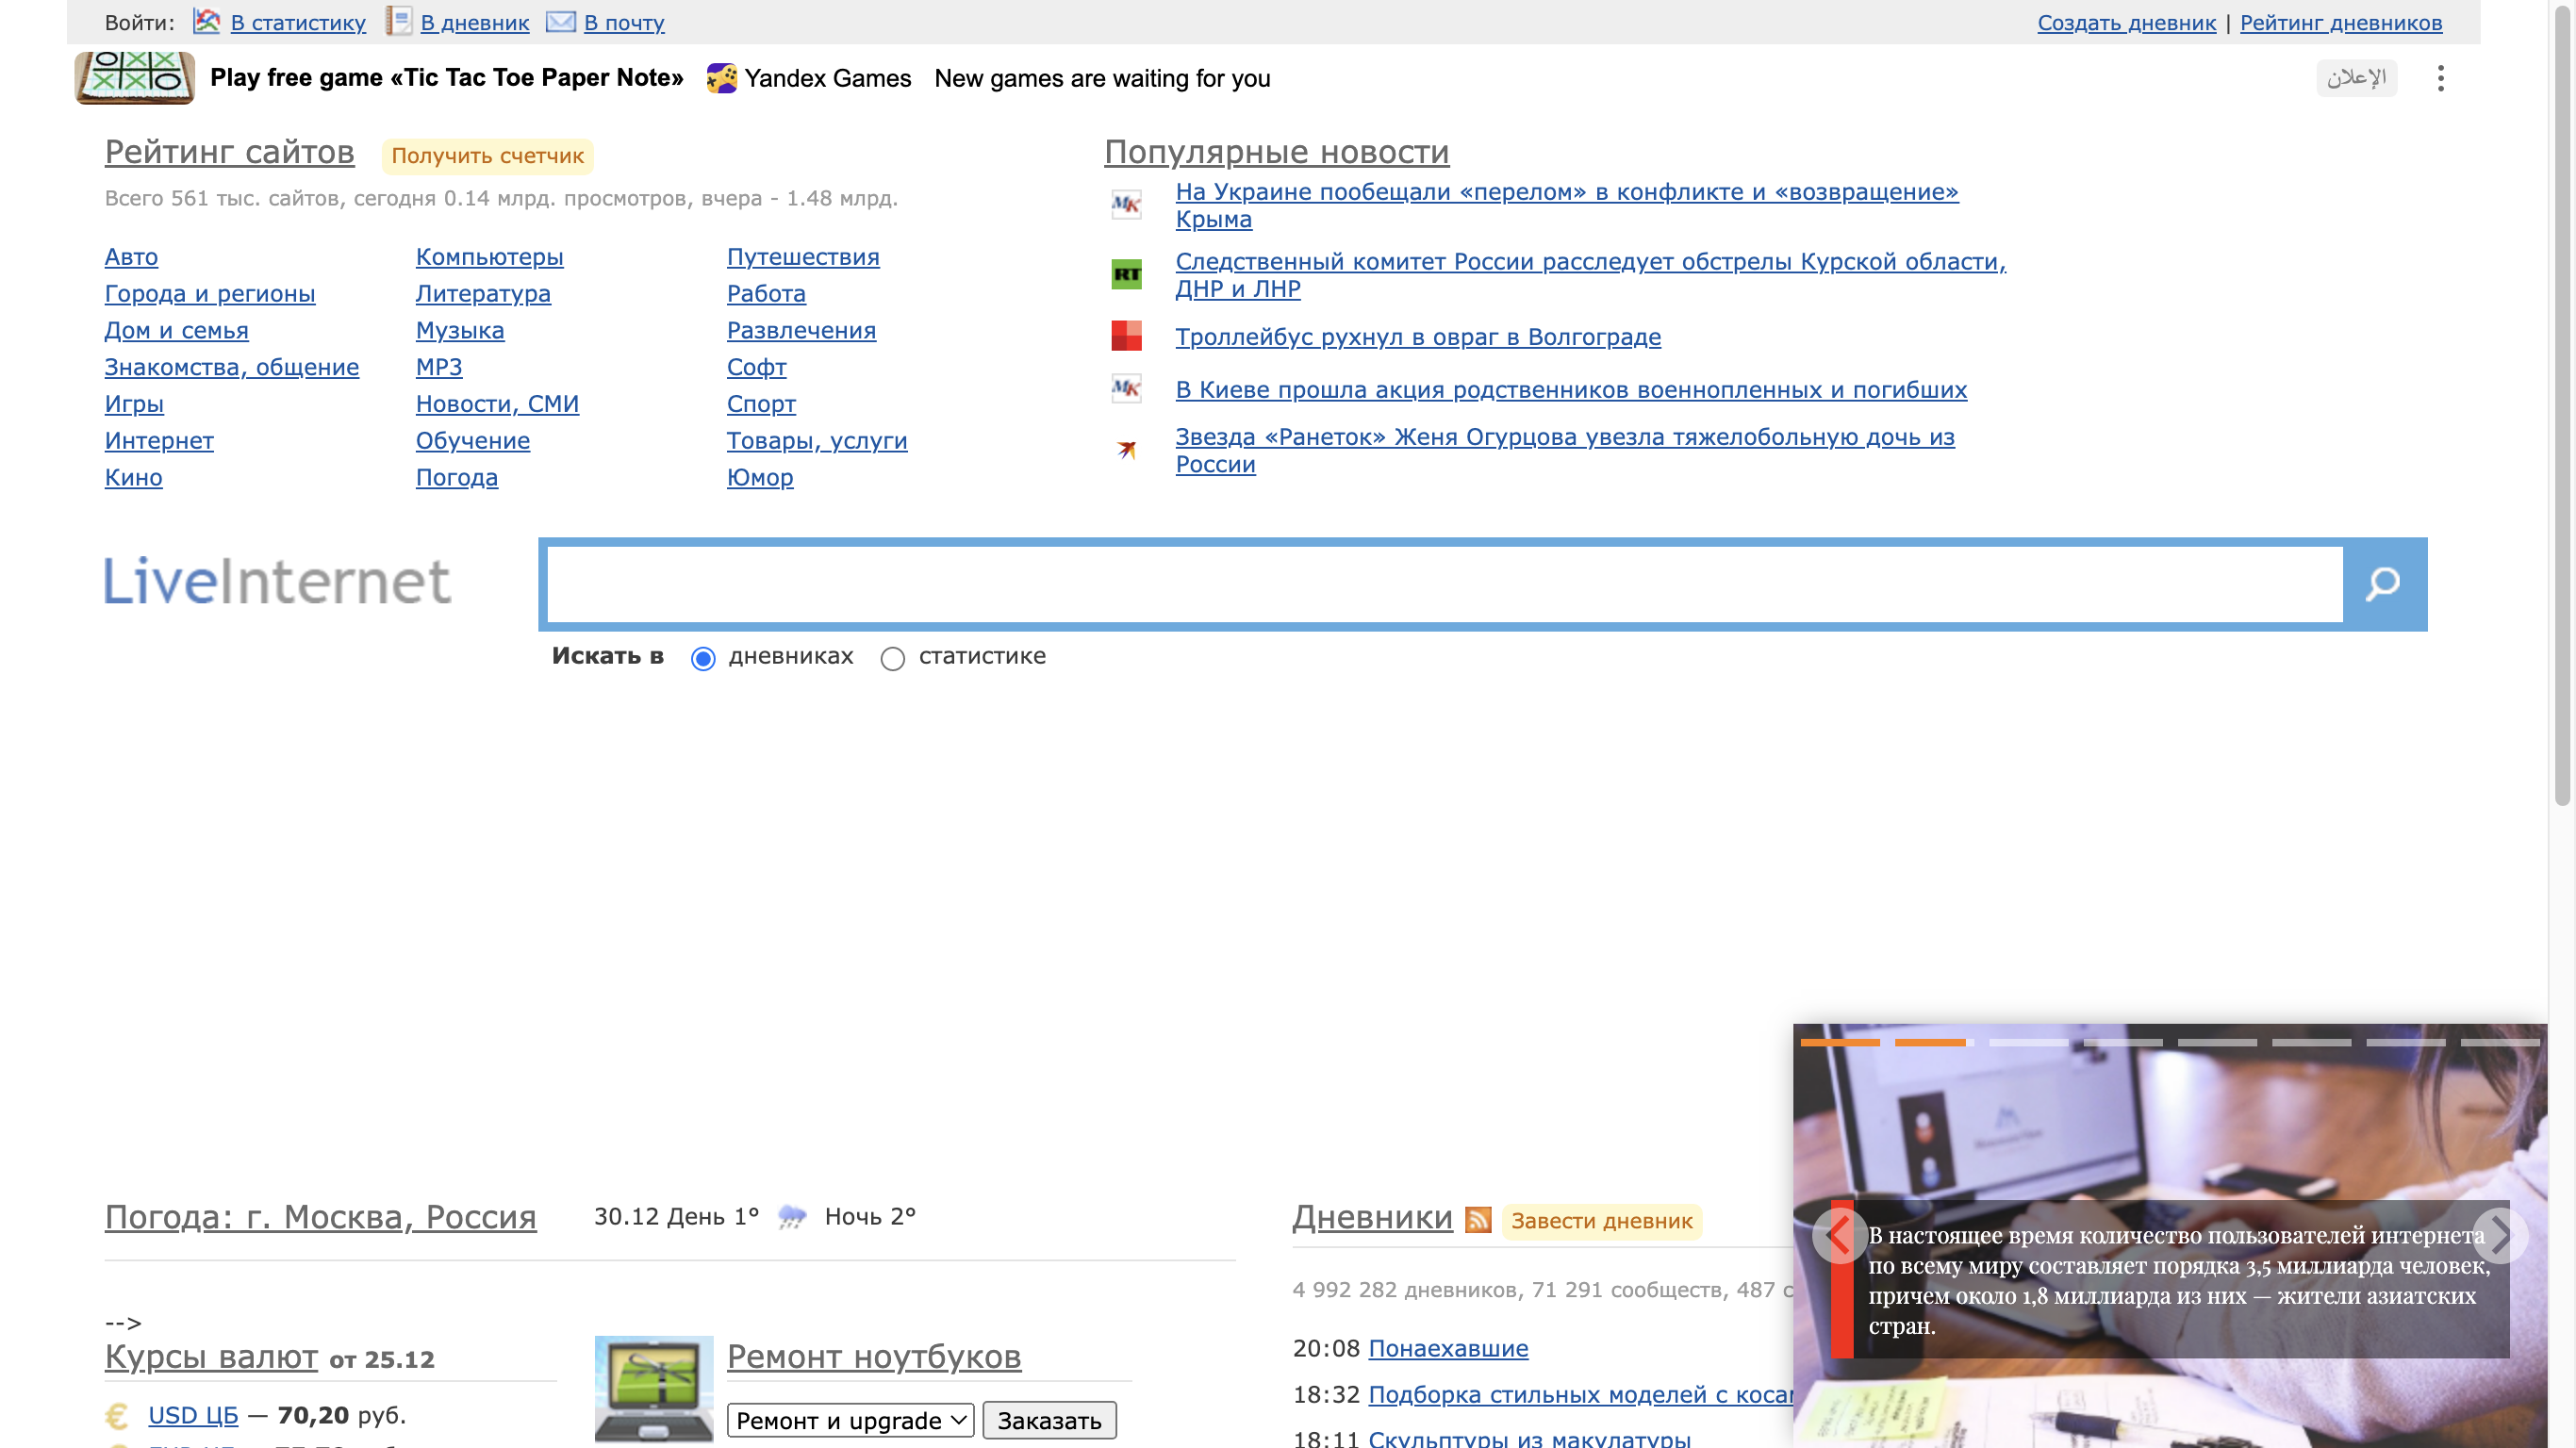 Войти: В статистику В дневник В почту Создать дневник | Рейтинг дневников
Play free game «Tic Tac Toe Paper Note» Yandex Games New games are waiting for you الإعلان
Рейтинг сайтов Получить счетчик
Всего 561 тыс. сайтов, сегодня 0.14 млрд. просмотров, вчера - 1.48 млрд.
Авто Компьютеры Путешествия
Города и регионы Литература Работа
Дом и семья Музыка Развлечения
Знакомства, общение MP3 Софт
Игры Новости, СМИ Спорт
Интернет Обучение Товары, услуги
Кино Погода Юмор
Популярные новости
МК На Украине пообещали «перелом» в конфликте и «возвращение»
Крыма
RT Следственный комитет России расследует обстрелы Курской области,
ДНР и ЛНР
Троллейбус рухнул в овраг в Волгограде
МК В Киеве прошла акция родственников военнопленных и погибших
Звезда «Ранеток» Женя Огурцова увезла тяжелобольную дочь из
России
LiveInternet
Искать в дневниках статистике
Погода: г. Москва, Россия 30.12 День 1° Ночь 2°
-->
Курсы валют от 25.12
€ USD ЦБ — 70,20 руб.
Ремонт ноутбуков
Ремонт и upgrade Заказать
Дневники Завести дневник
4 992 282 дневников, 71 291 сообществ, 487
20:08 Понаехавшие
18:32 Подборка стильных моделей с
18:11 Скульптуры из макулатуры
В настоящее время количество пользователей интернета
по всему миру составляет порядка 3,5 миллиарда человек,
причем около 1,8 миллиарда из них — жители азиатских
стран.